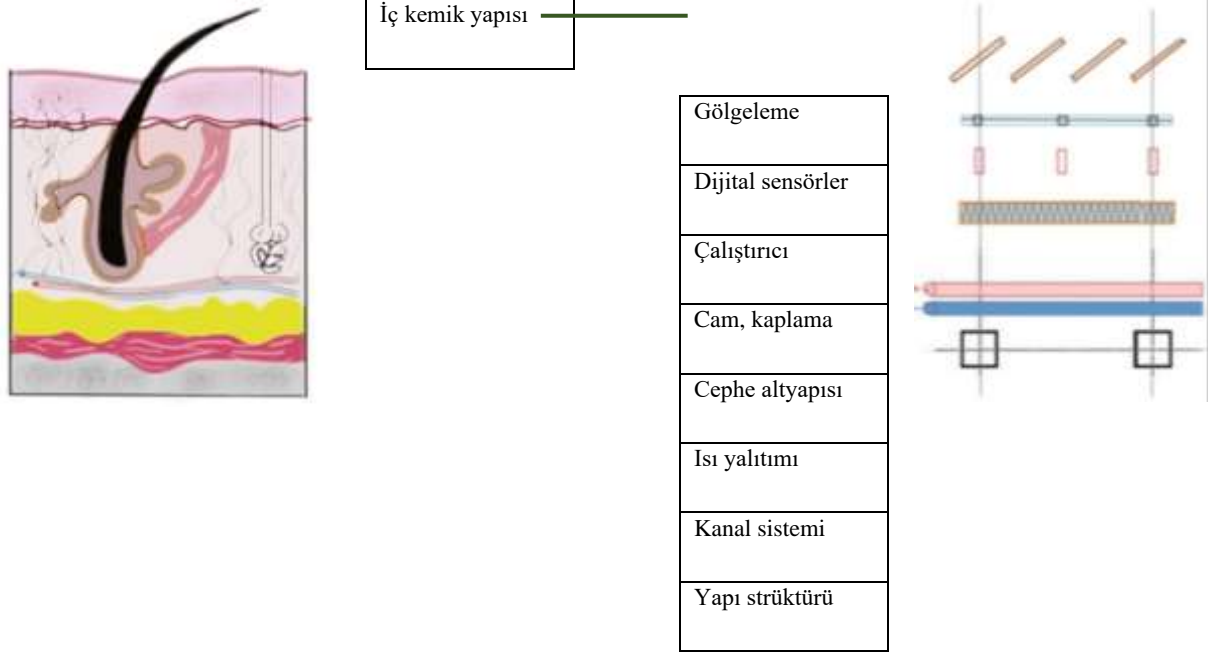 İç kemik yapısı
Gölgeleme
Dijital sensörler
Çalıştırıcı
Cam, kaplama
Cephe altyapısı
Isı yalıtımı
Kanal sistemi
Yapı strüktürü